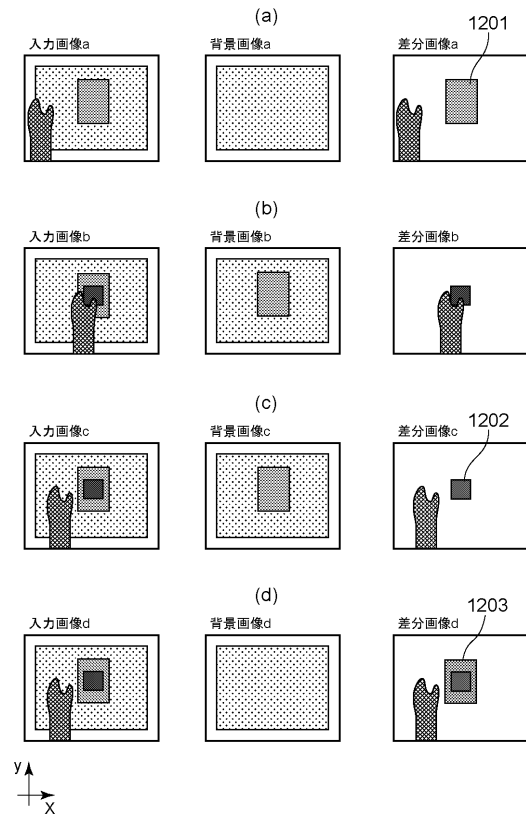 (a)
1201
入力画像a 背景画像a 差分画像a
(b)
入力画像b 背景画像b 差分画像b
(c)
1202
入力画像c 背景画像c 差分画像c
(d)
1203
入力画像d 背景画像d 差分画像d
y
X